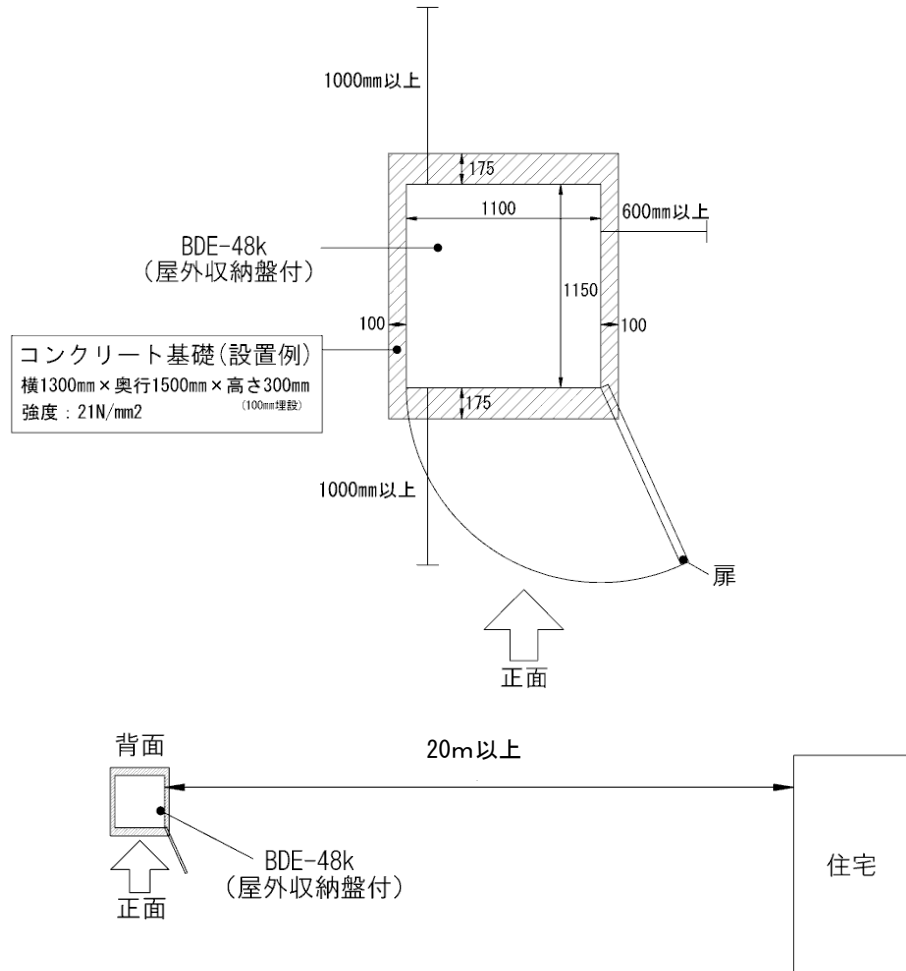 1000mm以上
175
1100
600mm以上
BDE-48k
（屋外収納盤付）
1150
100
100
コンクリート基礎(設置例)
横1300mm×奥行1500mm×高さ300mm
(100mm埋設)
強度：21N/mm2
175
1000mm以上
扉
正面
背面
20m以上
BDE-48k
（屋外収納盤付）
正面
住宅